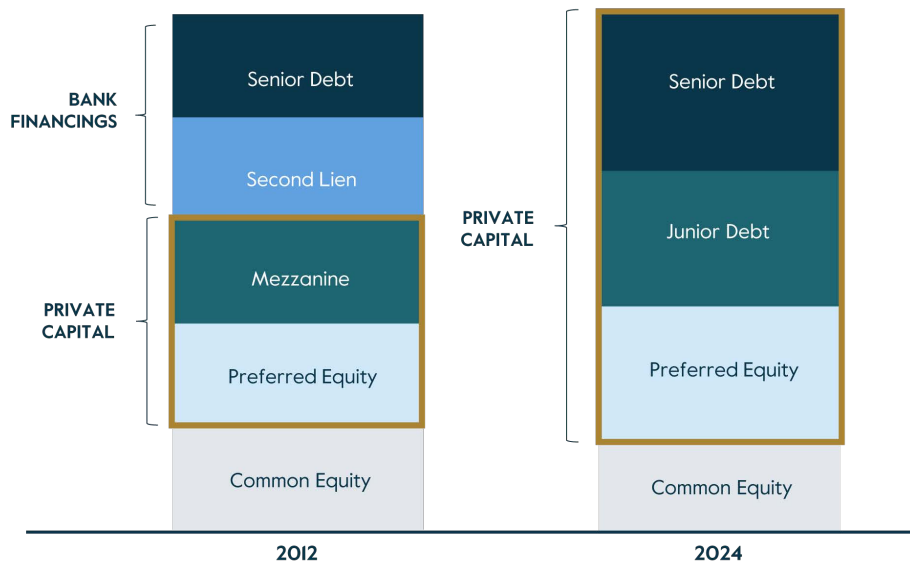 BANK
FINANCINGS
Senior Debt
Second Lien
PRIVATE
CAPITAL
Mezzanine
Preferred Equity
Common Equity
2012
PRIVATE
CAPITAL
Senior Debt
Junior Debt
Preferred Equity
Common Equity
2024